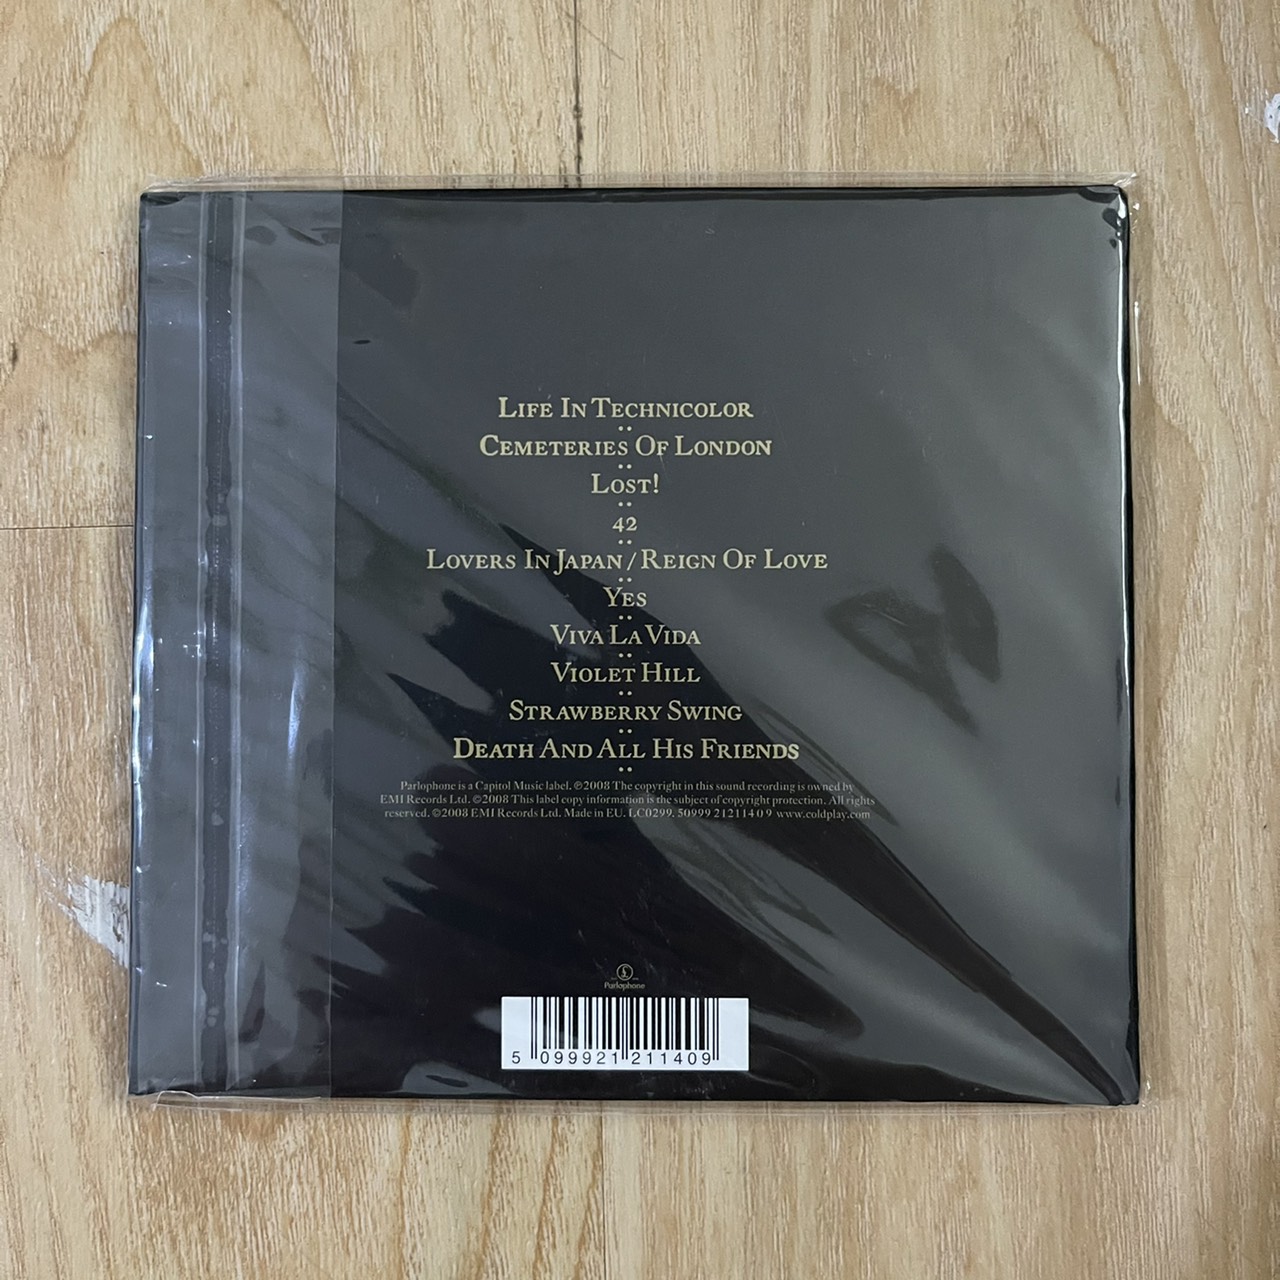 Life In Technicolor
Cemeteries Of London
Lost!
42
Lovers In Japan / Reign Of Love
Yes
Viva La Vida
Violet Hill
Strawberry Swing
Death And All His Friends
Parlophone is a Capitol Music label. ℗2008 The copyright in this sound recording is owned by
EMI Records Ltd. ©2008 This label copy information is the subject of copyright protection. All rights
reserved. ©2008 EMI Records Ltd. Made in EU. LC0299. 50999 212114 0 9 www.coldplay.com
£
Parlophone
5 099921 211409